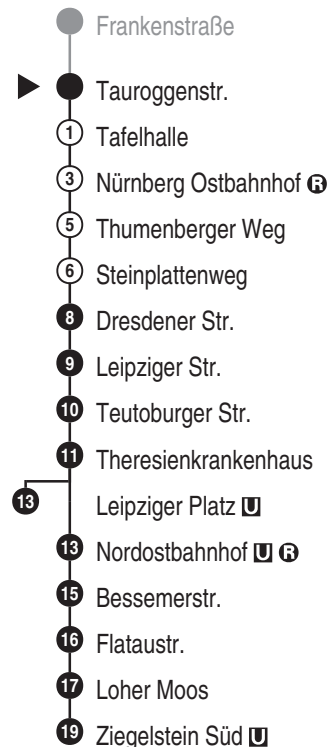 Frankenstraße
Tauroggenstr.
1 Tafelhalle
3 Nürnberg Ostbahnhof R
5 Thumenberger Weg
6 Steinplattenweg
8 Dresdener Str.
9 Leipziger Str.
10 Teutoburger Str.
11 Theresienkrankenhaus
13 Leipziger Platz U
13 Nordostbahnhof U R
15 Bessemerstr.
16 Flataustr.
17 Loher Moos
19 Ziegelstein Süd U